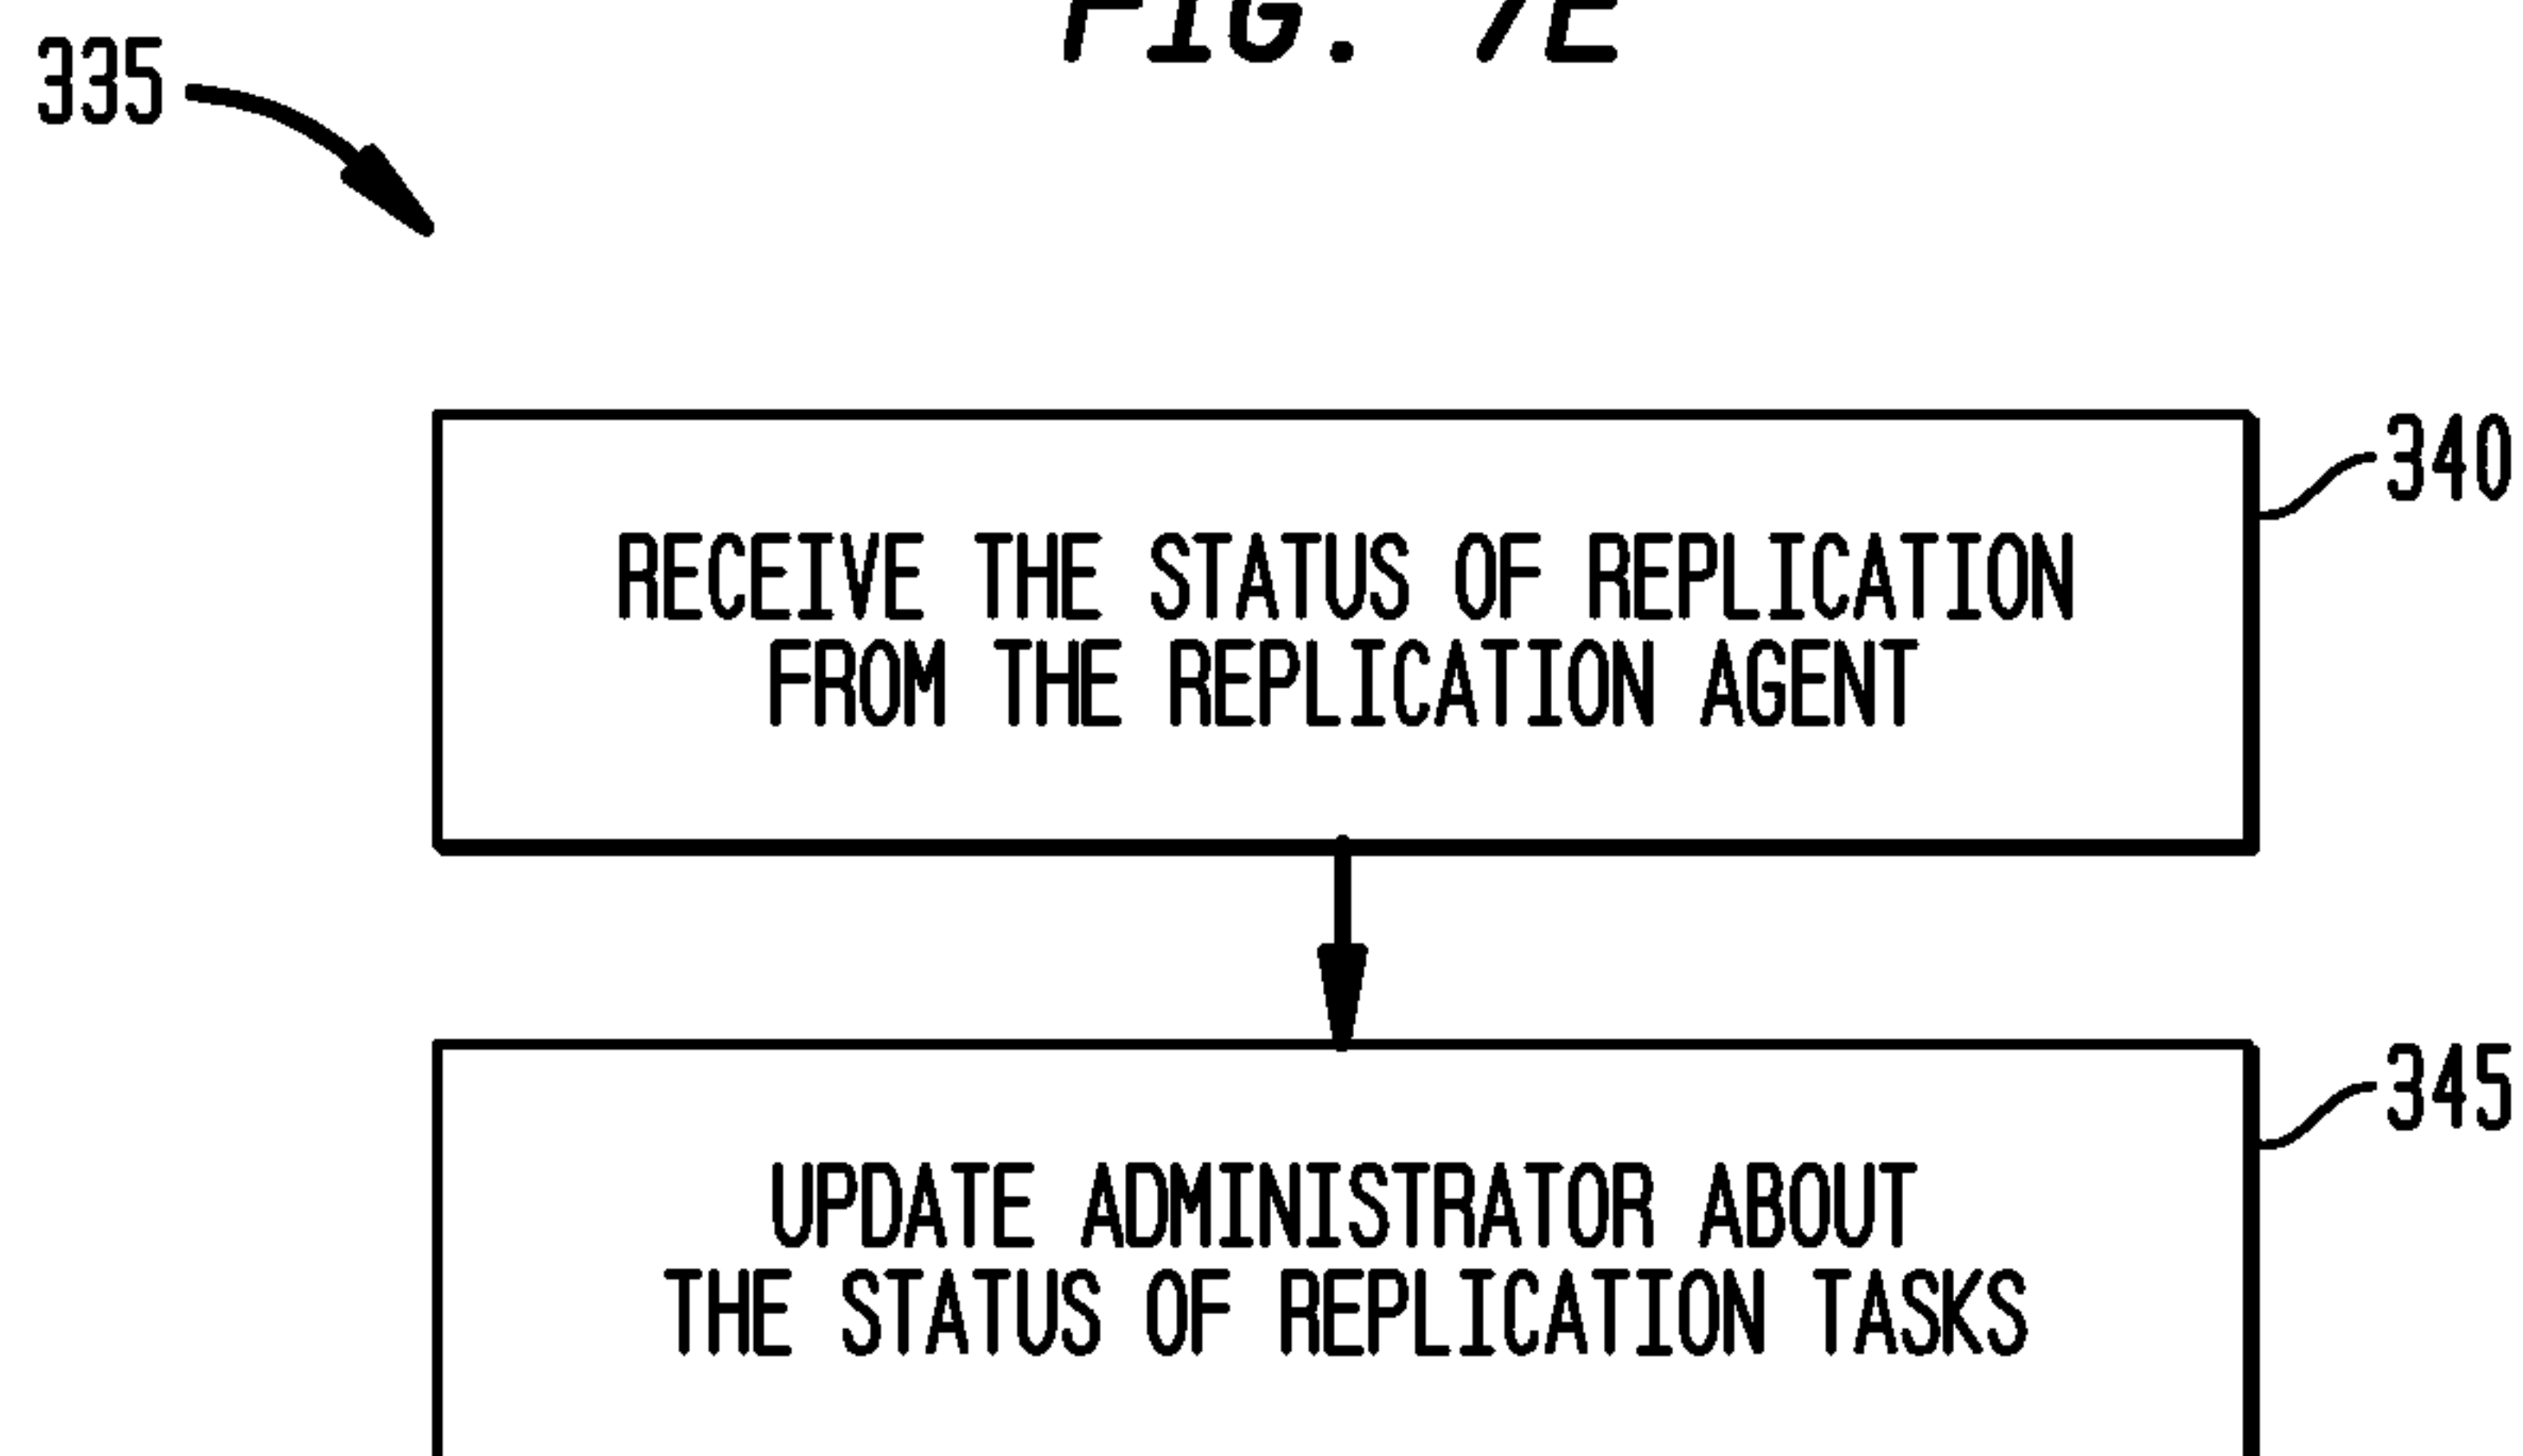 FIG. 7E
335
340
RECEIVE THE STATUS OF REPLICATION
FROM THE REPLICATION AGENT
345
UPDATE ADMINISTRATOR ABOUT
THE STATUS OF REPLICATION TASKS